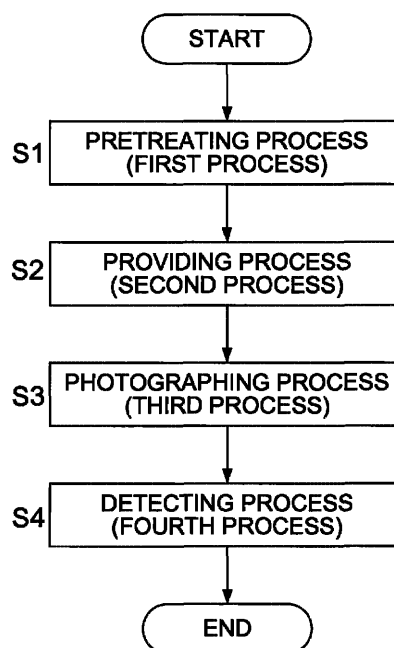 START
S1
PRETREATING PROCESS
(FIRST PROCESS)
S2
PROVIDING PROCESS
(SECOND PROCESS)
S3
PHOTOGRAPHING PROCESS
(THIRD PROCESS)
S4
DETECTING PROCESS
(FOURTH PROCESS)
END